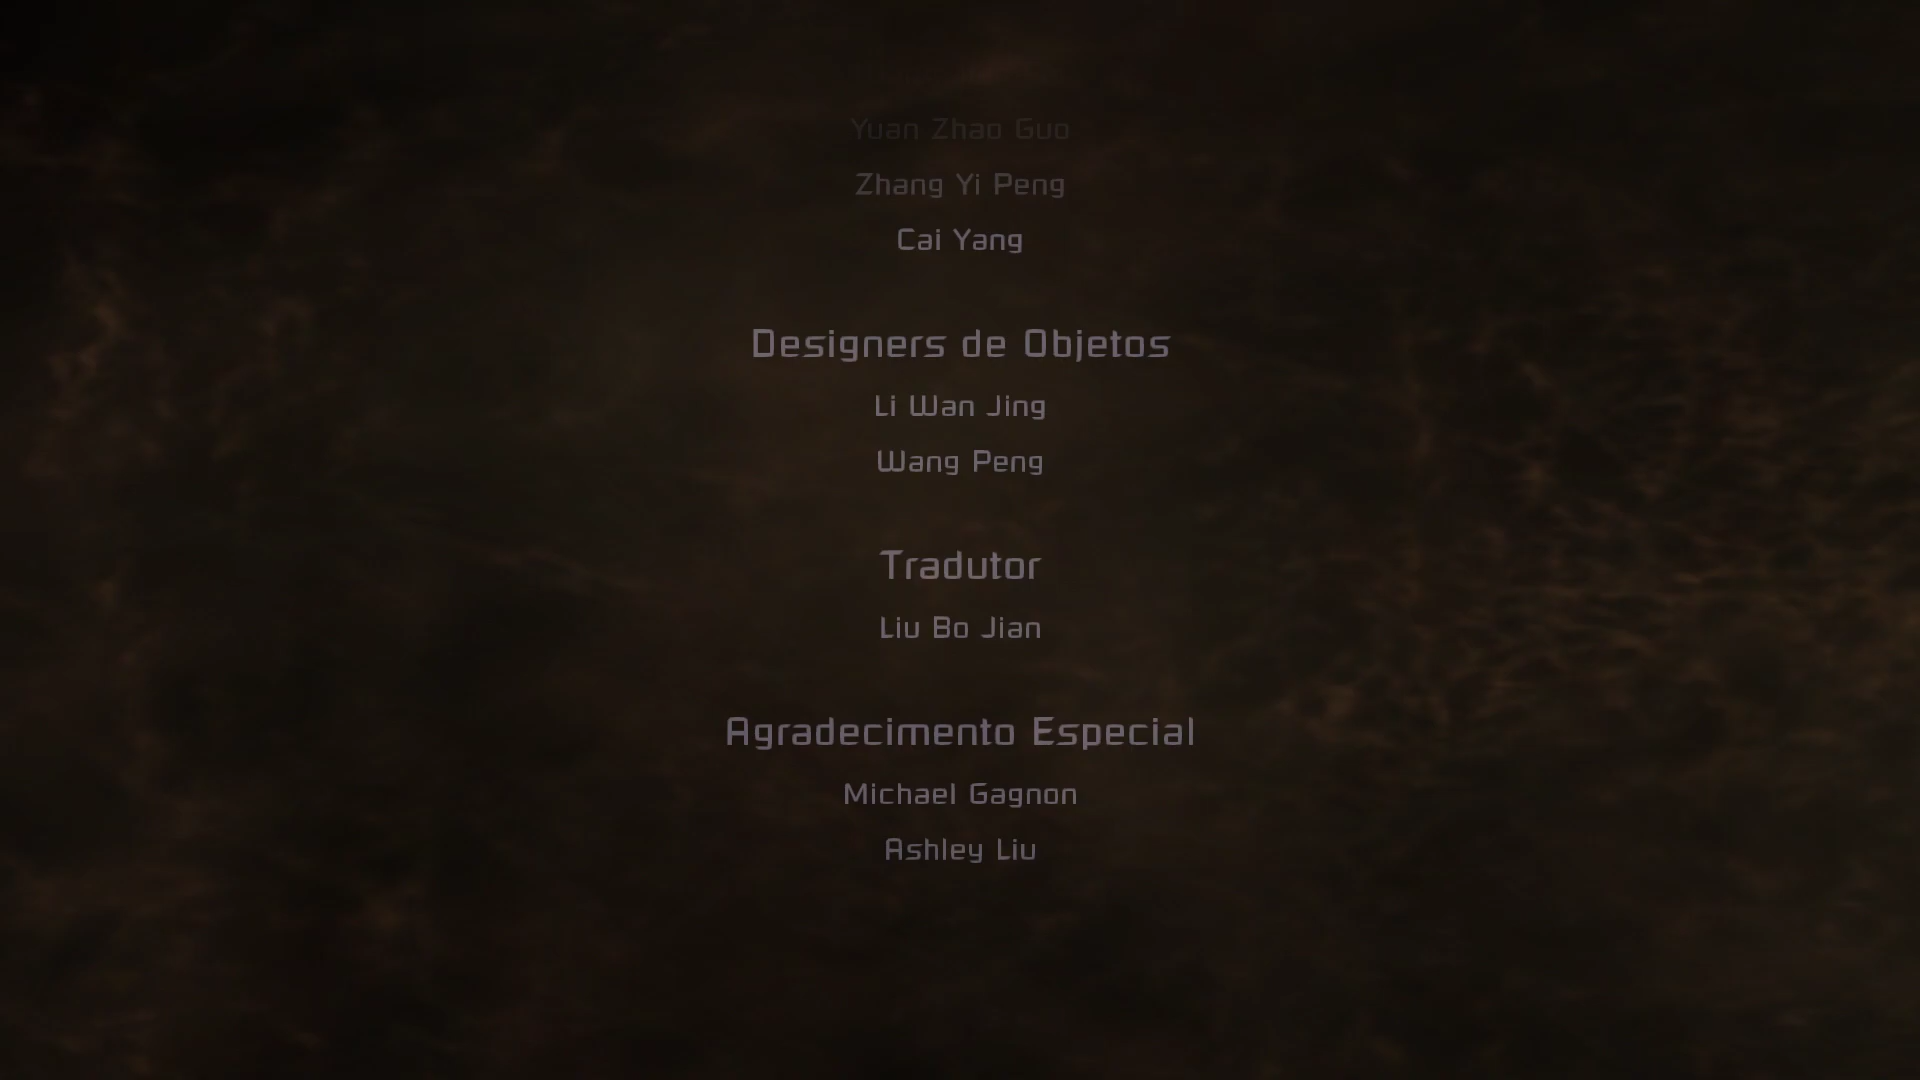 Yuan Zhao Guo
Zhang Yi Peng
Cai Yang
Designers de Objetos
Li Wan Jing
Wang Peng
Tradutor
Liu Bo Jian
Agradecimento Especial
Michael Gagnon
Ashley Liu